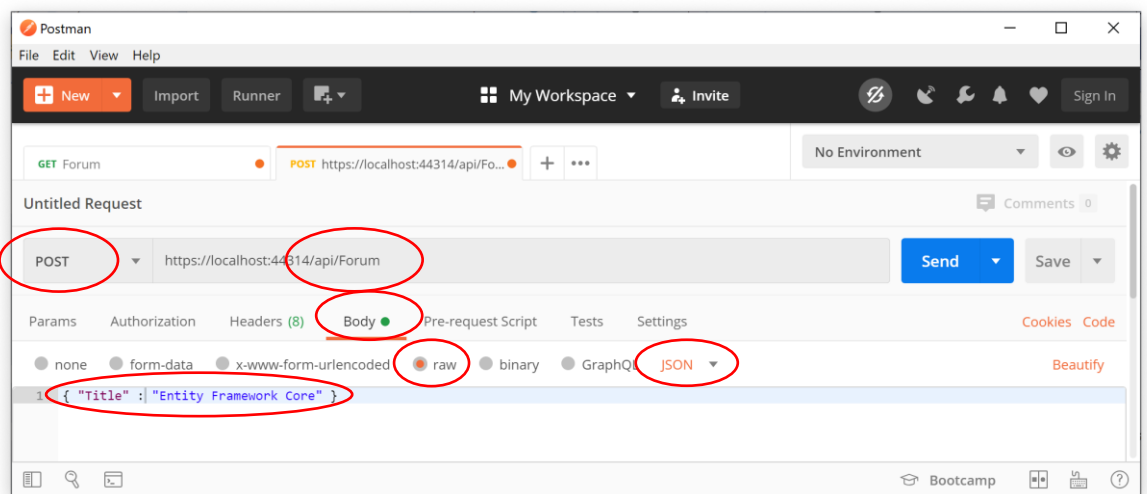 Postman
File Edit View Help
New Import Runner My Workspace Invite Sign In
GET Forum POST https://localhost:44314/api/Fo... No Environment
Untitled Request Comments 0
POST https://localhost:44314/api/Forum Send Save
Params Authorization Headers (8) Body Pre-request Script Tests Settings Cookies Code
none form-data x-www-form-urlencoded raw binary GraphQL JSON Beautify
1 { "Title" : "Entity Framework Core" }
Bootcamp